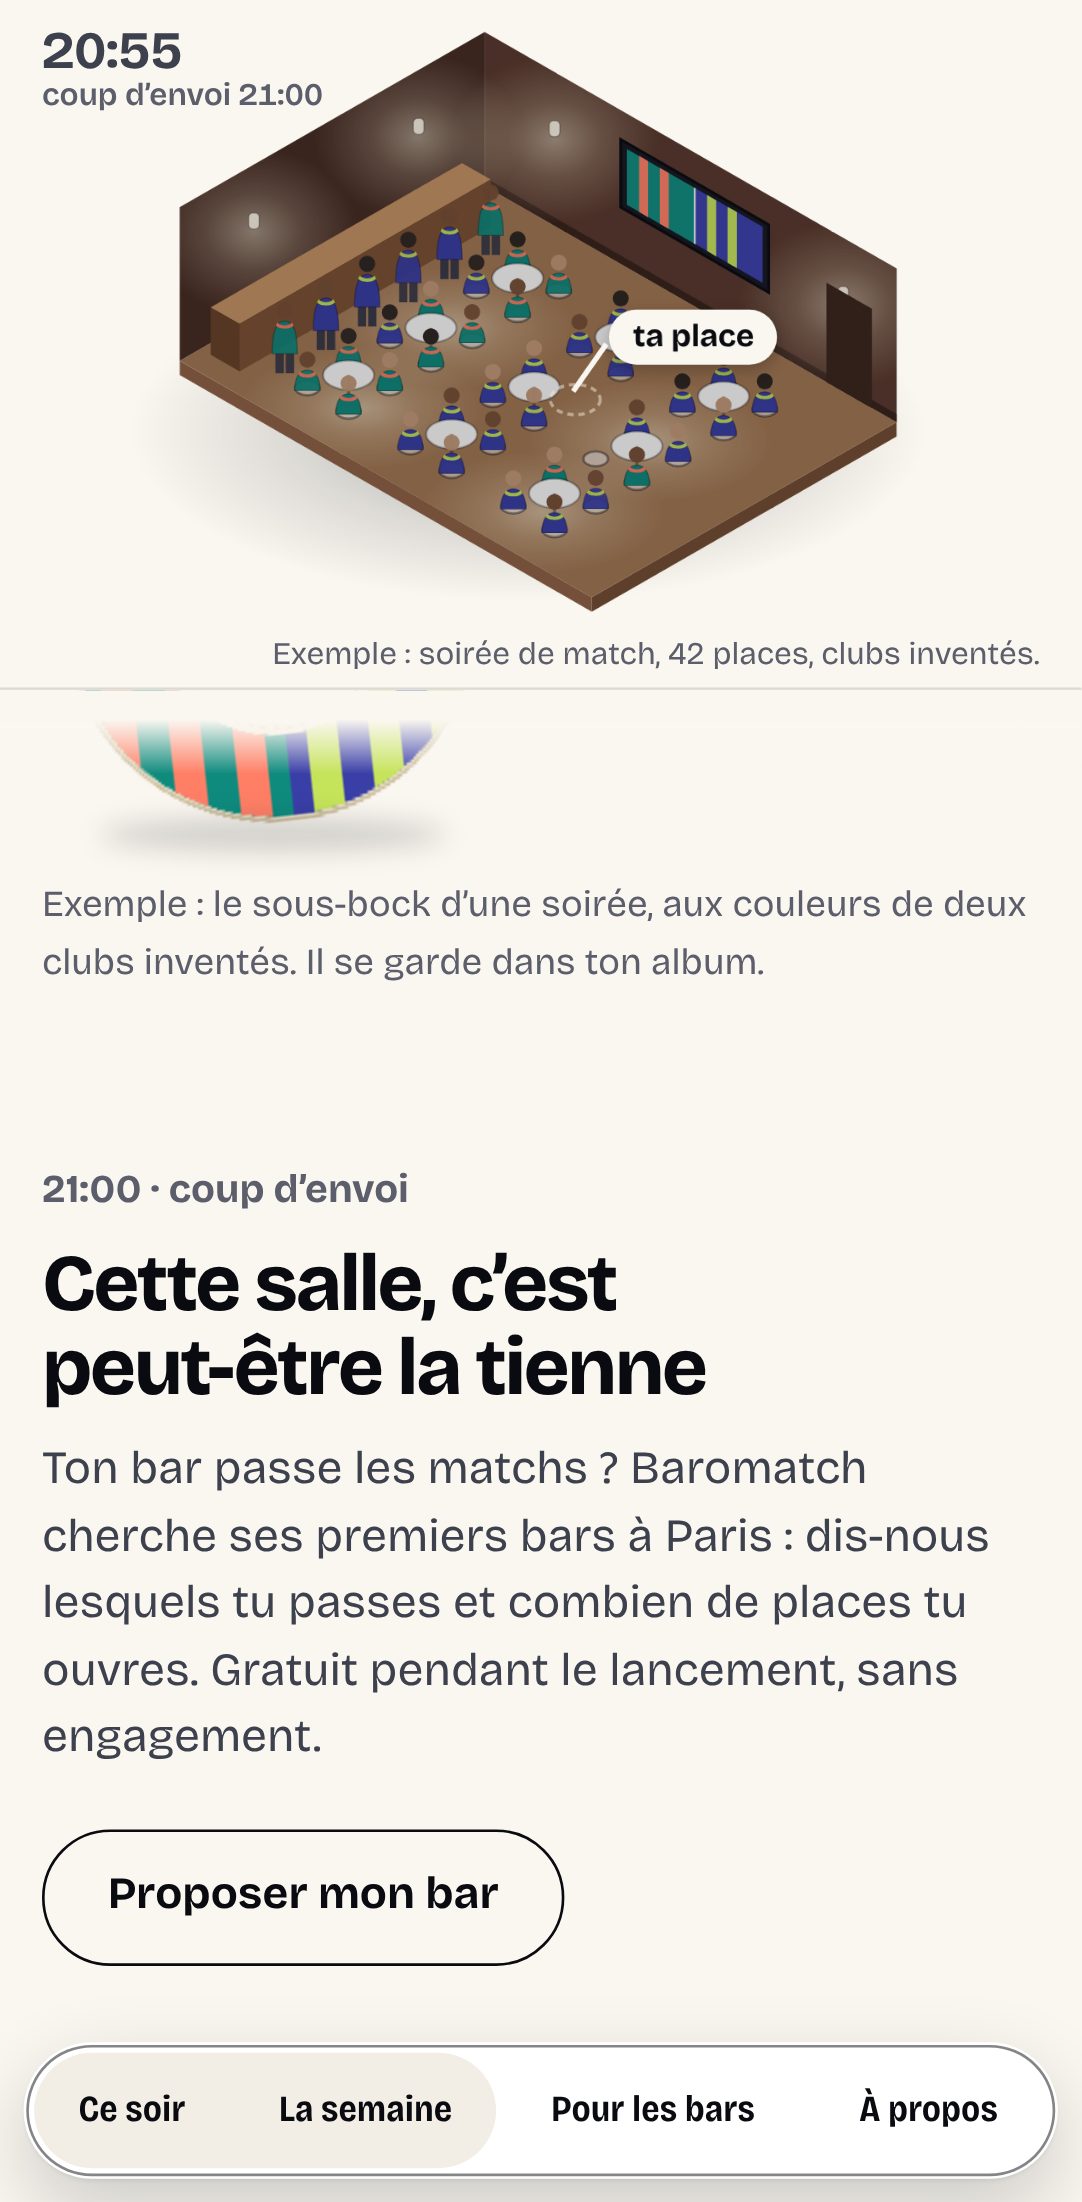 20:55
coup d’envoi 21:00
ta place
Exemple : soirée de match, 42 places, clubs inventés.
Exemple : le sous-bock d’une soirée, aux couleurs de deux
clubs inventés. Il se garde dans ton album.
21:00 · coup d’envoi
Cette salle, c’est
peut-être la tienne
Ton bar passe les matchs ? Baromatch
cherche ses premiers bars à Paris : dis-nous
lesquels tu passes et combien de places tu
ouvres. Gratuit pendant le lancement, sans
engagement.
Proposer mon bar
Ce soir La semaine Pour les bars À propos